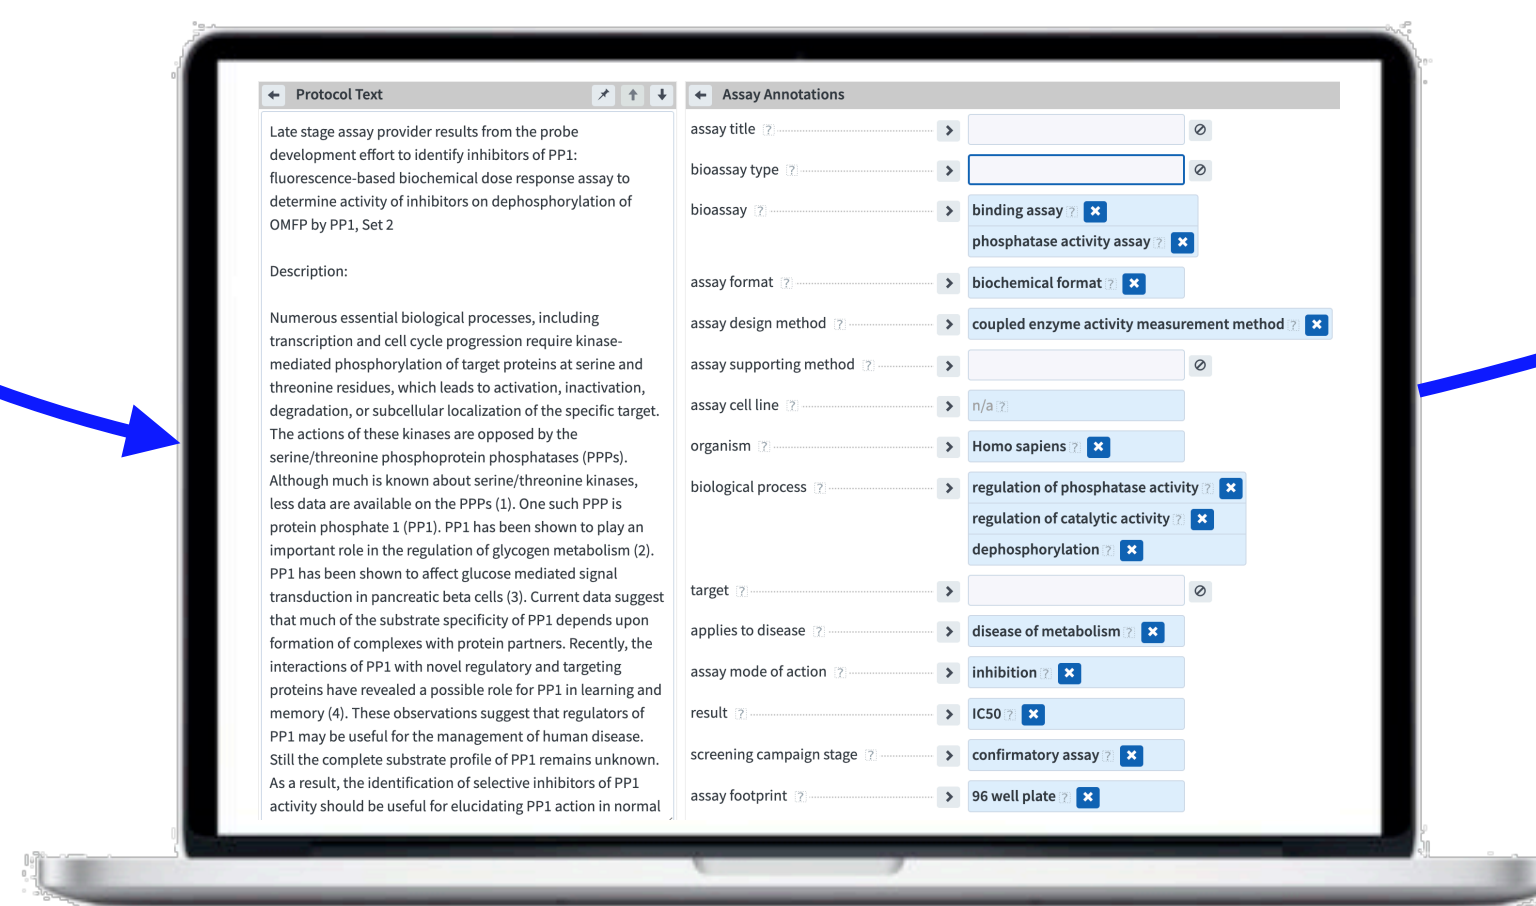 Protocol Text
Late stage assay provider results from the probe
development effort to identify inhibitors of PP1:
fluorescence-based biochemical dose response assay to
determine activity of inhibitors on dephosphorylation of
OMFP by PP1, Set 2
Description:
Numerous essential biological processes, including
transcription and cell cycle progression require kinase-
mediated phosphorylation of target proteins at serine and
threonine residues, which leads to activation, inactivation,
degradation, or subcellular localization of the specific target.
The actions of these kinases are opposed by the
serine/threonine phosphoprotein phosphatases (PPPs).
Although much is known about serine/threonine kinases,
less data are available on the PPPs (1). One such PPP is
protein phosphate 1 (PP1). PP1 has been shown to play an
important role in the regulation of glycogen metabolism (2).
PP1 has been shown to affect glucose mediated signal
transduction in pancreatic beta cells (3). Current data suggest
that much of the substrate specificity of PP1 depends upon
formation of complexes with protein partners. Recently, the
interactions of PP1 with novel regulatory and targeting
proteins have revealed a possible role for PP1 in learning and
memory (4). These observations suggest that regulators of
PP1 may be useful for the management of human disease.
Still the complete substrate profile of PP1 remains unknown.
As a result, the identification of selective inhibitors of PP1
activity should be useful for elucidating PP1 action in normal
Assay Annotations
assay title ?
bioassay type ?
bioassay ? binding assay ?
phosphatase activity assay ?
assay format ? biochemical format ?
assay design method ? coupled enzyme activity measurement method ?
assay supporting method ?
assay cell line ? n/a ?
organism ? Homo sapiens ?
biological process ? regulation of phosphatase activity ?
regulation of catalytic activity ?
dephosphorylation ?
target ?
applies to disease ? disease of metabolism ?
assay mode of action ? inhibition ?
result ? IC50 ?
screening campaign stage ? confirmatory assay ?
assay footprint ? 96 well plate ?